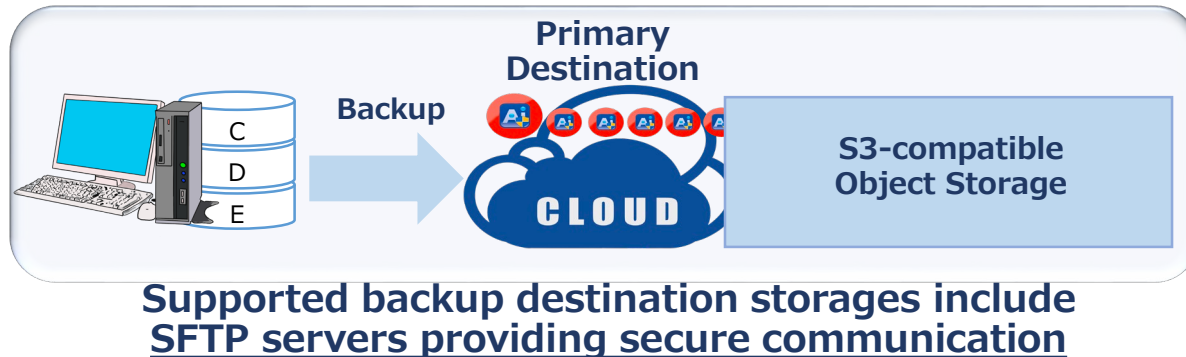 Primary
Destination
Backup
C
D
E
CLOUD
S3-compatible
Object Storage
Supported backup destination storages include
SFTP servers providing secure communication